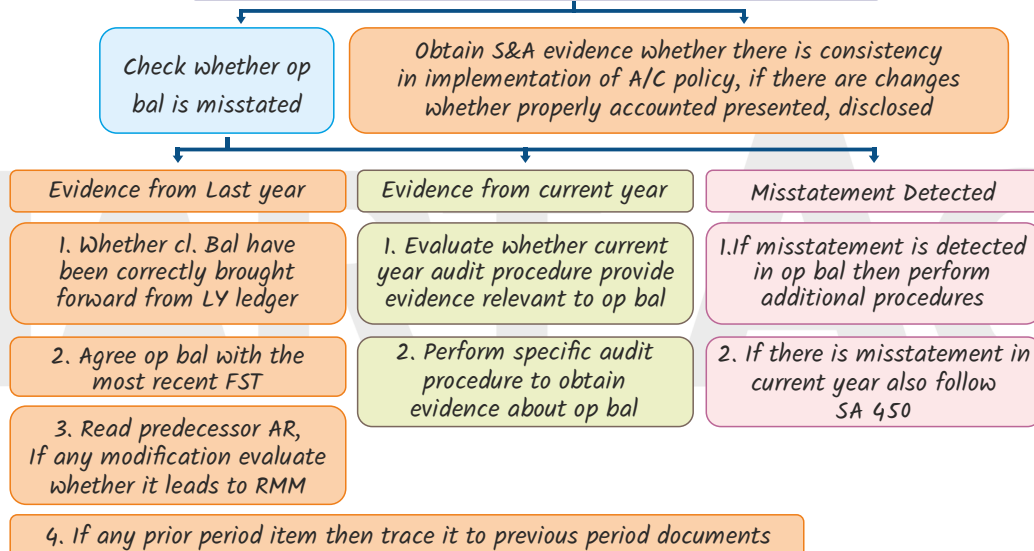 Check whether op
bal is misstated
Obtain S&A evidence whether there is consistency
in implementation of A/C policy, if there are changes
whether properly accounted presented, disclosed
Evidence from Last year
1. Whether cl. Bal have
been correctly brought
forward from LY ledger
2. Agree op bal with the
most recent FST
3. Read predecessor AR,
If any modification evaluate
whether it leads to RMM
4. If any prior period item then trace it to previous period documents
Evidence from current year
1. Evaluate whether current
year audit procedure provide
evidence relevant to op bal
2. Perform specific audit
procedure to obtain
evidence about op bal
Misstatement Detected
1.If misstatement is detected
in op bal then perform
additional procedures
2. If there is misstatement in
current year also follow
SA 450